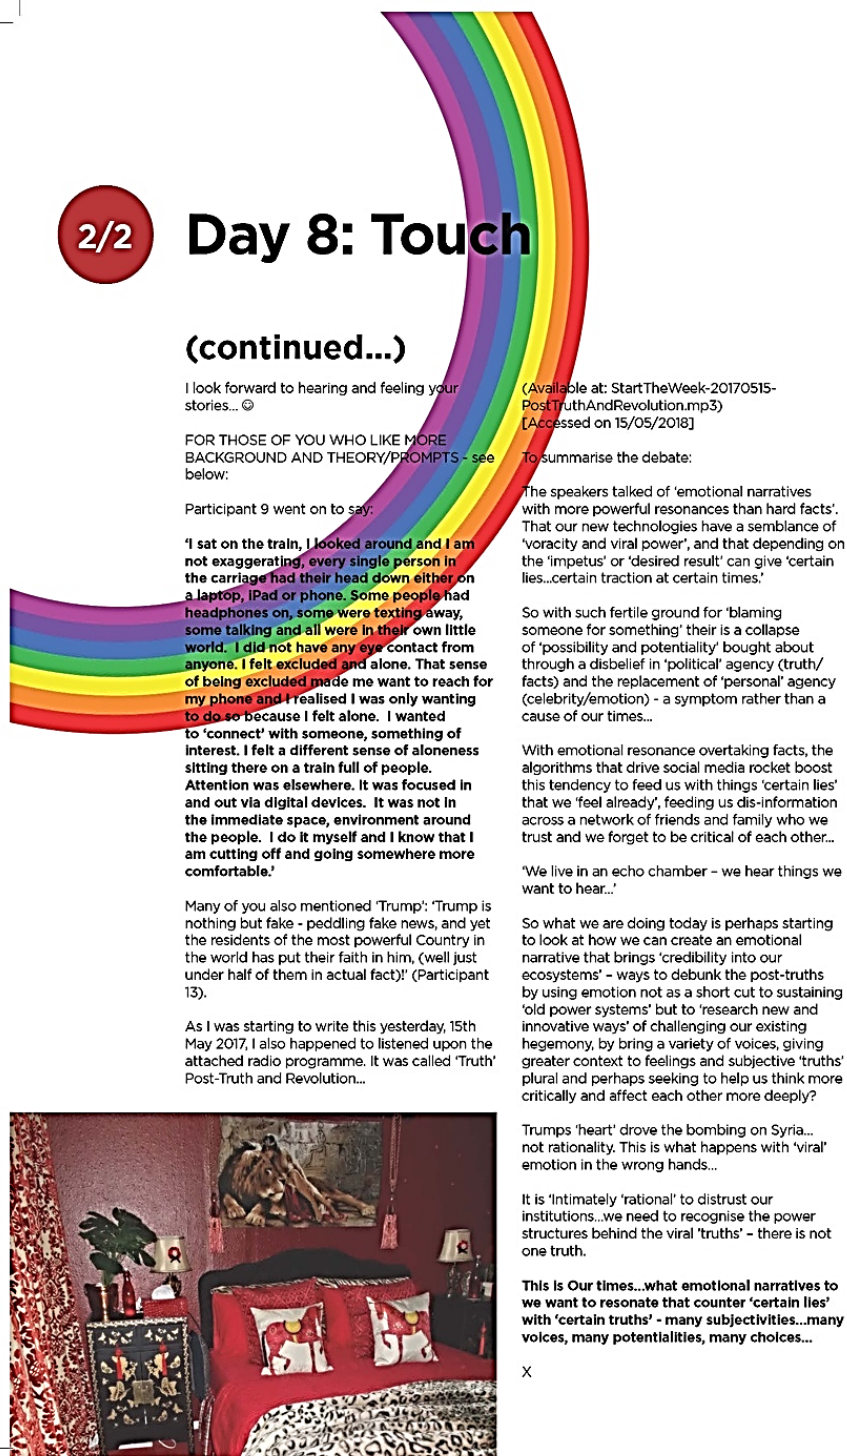 2/2
Day 8: Touch
(continued...)
I look forward to hearing and feeling your
stories... ☺
FOR THOSE OF YOU WHO LIKE MORE
BACKGROUND AND THEORY/PROMPTS - see
below:
Participant 9 went on to say:
‘I sat on the train, I looked around and I am
not exaggerating, every single person in
the carriage had their head down either on
a laptop, iPad or phone. Some people had
headphones on, some were texting away,
some talking and all were in their own little
world.  I did not have any eye contact from
anyone. I felt excluded and alone. That sense
of being excluded made me want to reach for
my phone and I realised I was only wanting
to do so because I felt alone.  I wanted
to ‘connect’ with someone, something of
interest. I felt a different sense of aloneness
sitting there on a train full of people.
Attention was elsewhere. It was focused in
and out via digital devices.  It was not in
the immediate space, environment around
the people.  I do it myself and I know that I
am cutting off and going somewhere more
comfortable.’
Many of you also mentioned ‘Trump’: ‘Trump is
nothing but fake - peddling fake news, and yet
the residents of the most powerful Country in
the world has put their faith in him, (well just
under half of them in actual fact)!’ (Participant
13).
As I was starting to write this yesterday, 15th
May 2017, I also happened to listened upon the
attached radio programme. It was called ‘Truth’
Post-Truth and Revolution...
(Available at: StartTheWeek-20170515-
PostTruthAndRevolution.mp3)
[Accessed on 15/05/2018]
To summarise the debate:
The speakers talked of ‘emotional narratives
with more powerful resonances than hard facts’.
That our new technologies have a semblance of
‘voracity and viral power’, and that depending on
the ‘impetus’ or ‘desired result’ can give ‘certain
lies...certain traction at certain times.’
So with such fertile ground for ‘blaming
someone for something’ their is a collapse
of ‘possibility and potentiality’ bought about
through a disbelief in ‘political’ agency (truth/
facts) and the replacement of ‘personal’ agency
(celebrity/emotion) - a symptom rather than a
cause of our times...
With emotional resonance overtaking facts, the
algorithms that drive social media rocket boost
this tendency to feed us with things ‘certain lies’
that we ‘feel already’, feeding us dis-information
across a network of friends and family who we
trust and we forget to be critical of each other...
‘We live in an echo chamber – we hear things we
want to hear...’
So what we are doing today is perhaps starting
to look at how we can create an emotional
narrative that brings ‘credibility into our
ecosystems’ – ways to debunk the post-truths
by using emotion not as a short cut to sustaining
‘old power systems’ but to ‘research new and
innovative ways’ of challenging our existing
hegemony, by bring a variety of voices, giving
greater context to feelings and subjective ‘truths’
plural and perhaps seeking to help us think more
critically and affect each other more deeply?
Trumps ‘heart’ drove the bombing on Syria...
not rationality. This is what happens with ‘viral’
emotion in the wrong hands...
It is ‘Intimately ‘rational’ to distrust our
institutions...we need to recognise the power
structures behind the viral ’truths’ – there is not
one truth.
This is Our times...what emotional narratives to
we want to resonate that counter ‘certain lies’
with ‘certain truths’ - many subjectivities...many
voices, many potentialities, many choices...
X